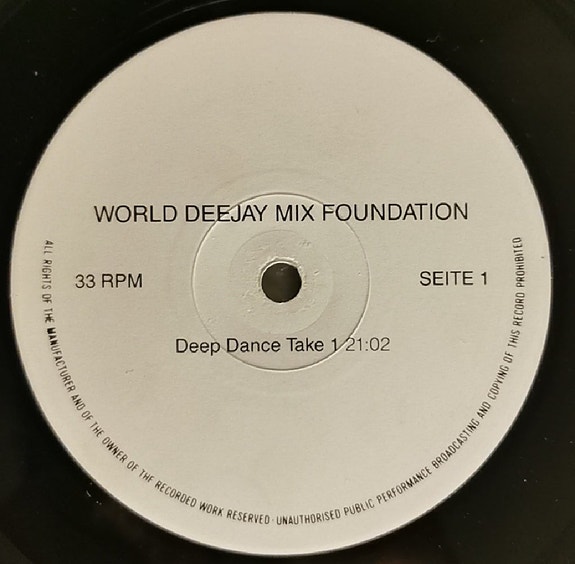 WORLD DEEJAY MIX FOUNDATION
33 RPM
SEITE 1
Deep Dance Take 1 21:02
ALL RIGHTS OF THE MANUFACTURER AND OF THE OWNER OF THE RECORDED WORK RESERVED · UNAUTHORISED PUBLIC PERFORMANCE BROADCASTING AND COPYING OF THIS RECORD PROHIBITED